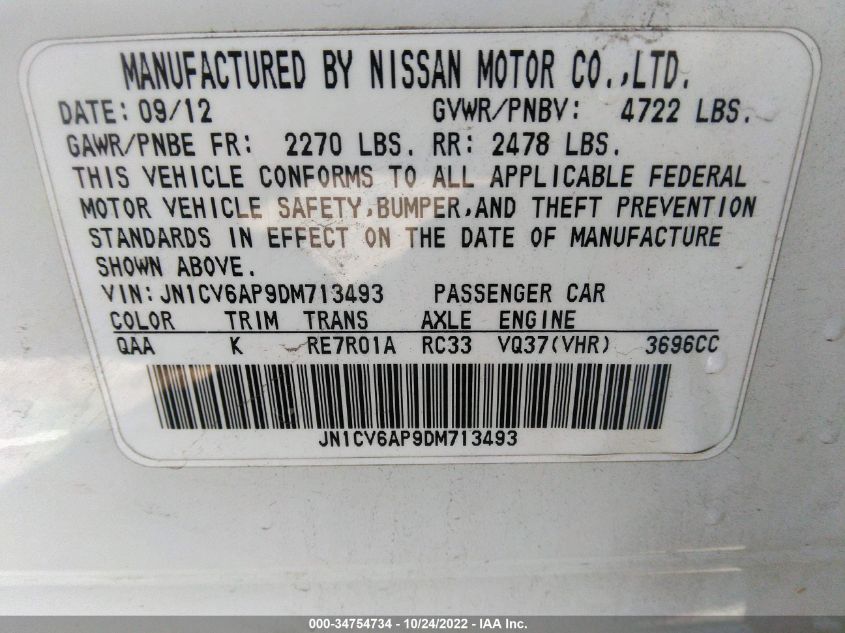 MANUFACTURED BY NISSAN MOTOR CO.,LTD.
DATE: 09/12 GVWR/PNBV: 4722 LBS.
GAWR/PNBE FR: 2270 LBS. RR: 2478 LBS.
THIS VEHICLE CONFORMS TO ALL APPLICABLE FEDERAL
MOTOR VEHICLE SAFETY,BUMPER,AND THEFT PREVENTION
STANDARDS IN EFFECT ON THE DATE OF MANUFACTURE
SHOWN ABOVE.
VIN: JN1CV6AP9DM713493 PASSENGER CAR
COLOR TRIM TRANS AXLE ENGINE
QAA K RE7R01A RC33 VQ37(VHR) 3696CC
JN1CV6AP9DM713493
000-34754734 - 10/24/2022 - IAA Inc.